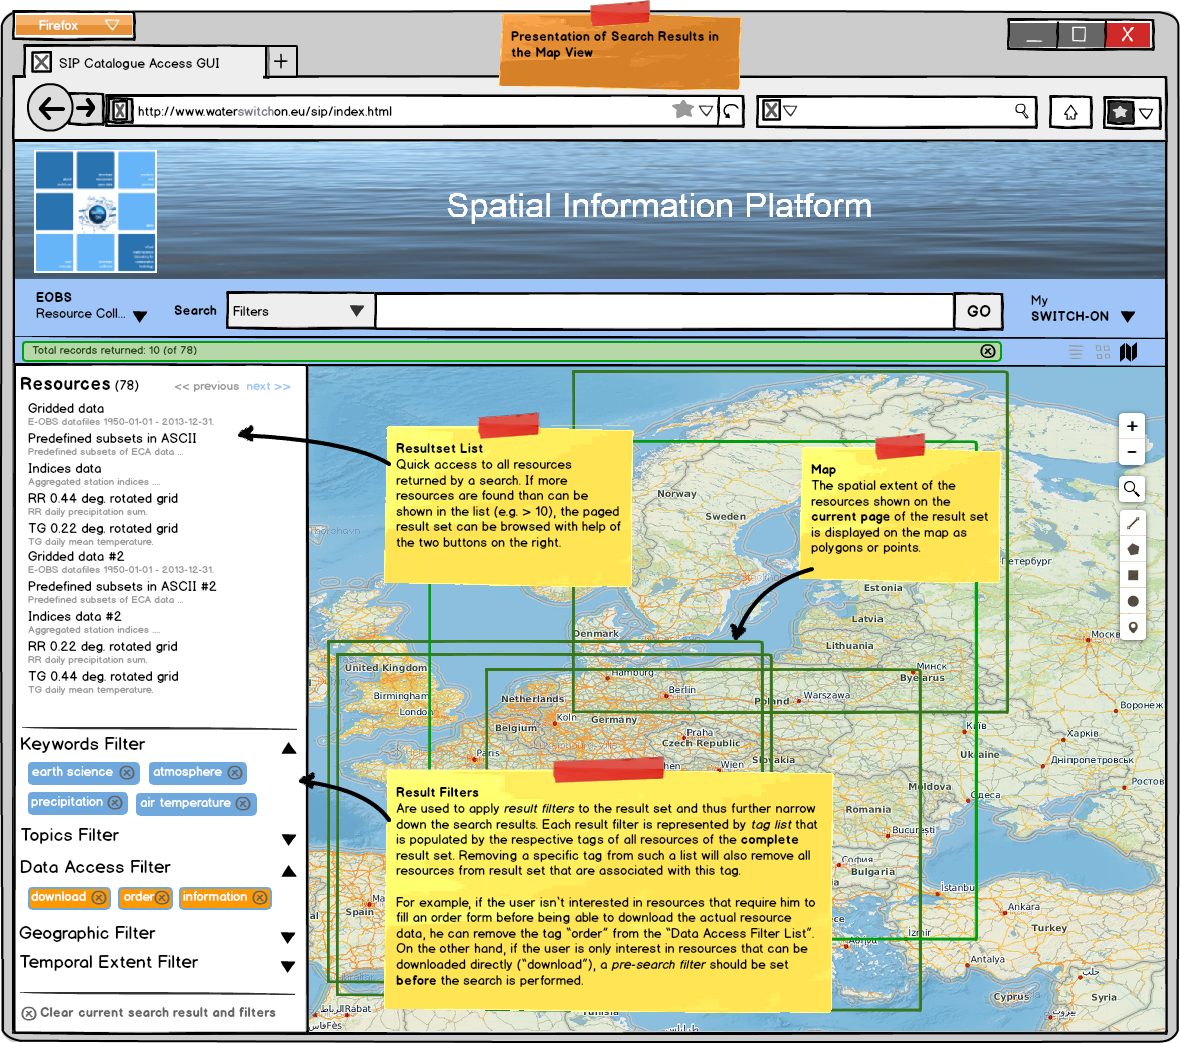 Firefox
Presentation of Search Results in
the Map View
SIP Catalogue Access GUI
http://www.waterswitchon.eu/sip/index.html
Spatial Information Platform
EOBS
Resource Coll...
Search
Filters
GO
My
SWITCH-ON
Total records returned: 10 (of 78)
Resources (78)
<< previous next >>
Gridded data
E-OBS datafiles 1950-01-01 - 2013-12-31.
Predefined subsets in ASCII
Predefined subsets of ECA data ...
Indices data
Aggregated station indices ....
RR 0.44 deg. rotated grid
RR daily precipitation sum.
TG 0.22 deg. rotated grid
TG daily mean temperature.
Gridded data #2
E-OBS datafiles 1950-01-01 - 2013-12-31.
Predefined subsets in ASCII #2
Predefined subsets of ECA data ...
Indices data #2
Aggregated station indices ....
RR 0.22 deg. rotated grid
RR daily precipitation sum.
TG 0.44 deg. rotated grid
TG daily mean temperature.
Keywords Filter
earth science
atmosphere
precipitation
air temperature
Topics Filter
Data Access Filter
download
order
information
Geographic Filter
Temporal Extent Filter
Clear current search result and filters
Resultset List
Quick access to all resources
returned by a search. If more
resources are found than can be
shown in the list (e.g. > 10), the paged
result set can be browsed with help of
the two buttons on the right.
Map
The spatial extent of the
resources shown on the
current page of the result set
is displayed on the map as
polygons or points.
Result Filters
Are used to apply result filters to the result set and thus further narrow
down the search results. Each result filter is represented by tag list that
is populated by the respective tags of all resources of the complete
result set. Removing a specific tag from such a list will also remove all
resources from result set that are associated with this tag.
For example, if the user isn't interested in resources that require him to
fill an order form before being able to download the actual resource
data, he can remove the tag "order" from the "Data Access Filter List".
On the other hand, if the user is only interest in resources that can be
downloaded directly ("download"), a pre-search filter should be set
before the search is performed.
Norway
Sweden
Estonia
Latvia
Lithuania
Denmark
Москв
Минск
United Kingdom
Birmingham
London
Hamburg
Berlin
Netherlands
Poland
Warszawa
Belgium
Köln
Germany
Praha
Czech Republic
Paris
Wien
Slovakia
Київ
Харків
Ukraine
Дніпропетровськ
Воронеж
Ростов
Moldova
Одеса
Romania
București
София
Bulgaria
İstanbul
Ankara
Turkey
İzmir
Antalya
Αθήνα
Spain
Cyprus
Syria
حلب
بيروت
Rabat
Fès
Tunisia